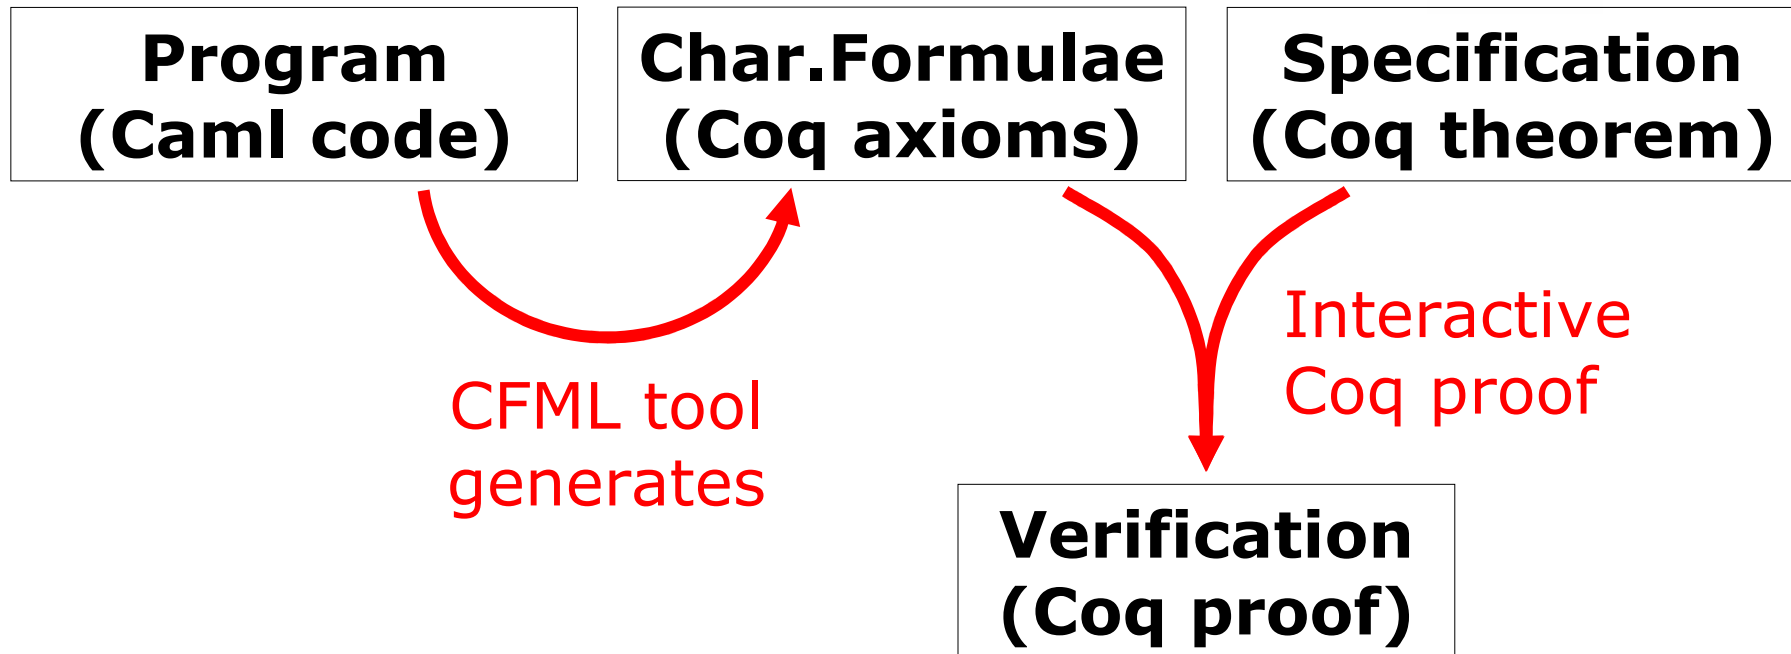 Program
(Caml code)
Char.Formulae
(Coq axioms)
Specification
(Coq theorem)
CFML tool
generates
Interactive
Coq proof
Verification
(Coq proof)